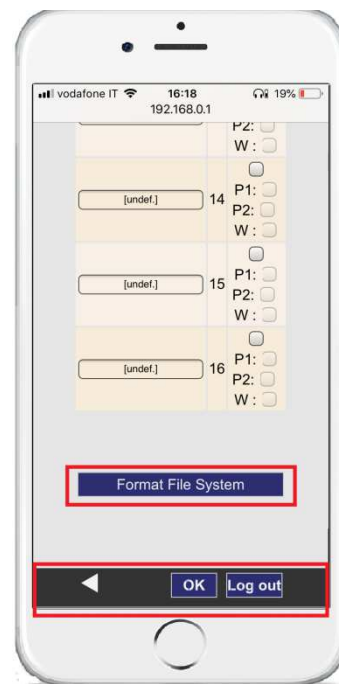 vodafone IT 16:18 19%
192.168.0.1
P2:
W :
[undef.] 14 P1:
P2:
W :
[undef.] 15 P1:
P2:
W :
[undef.] 16 P1:
P2:
W :
Format File System
OK Log out